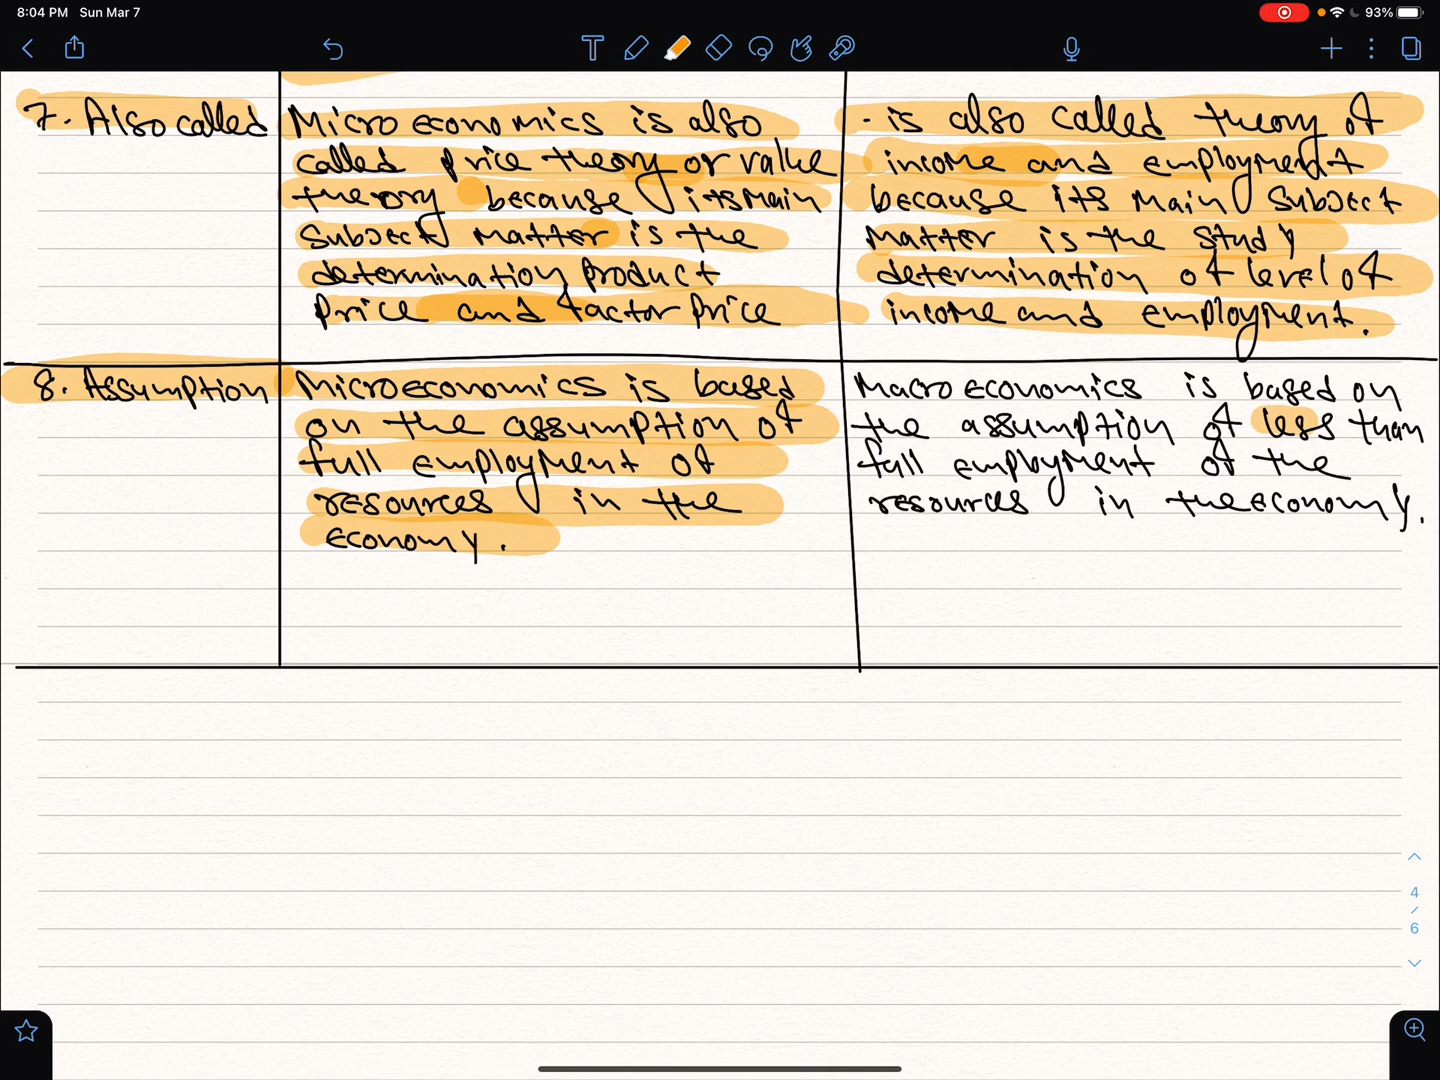 8:04 PM Sun Mar 7
93%
7. Also called
Micro economics is also
called price theory or value
theory because its main
subject matter is the
determination product
price and factor price
. is also called theory of
income and employment
because its main subject
matter is the study
determination of level of
income and employment.
8. Assumption
Microeconomics is based
on the assumption of
full employment of
resources in the
economy.
Macro economics is based on
the assumption of less than
full employment of the
resources in the economy.
4
/
6